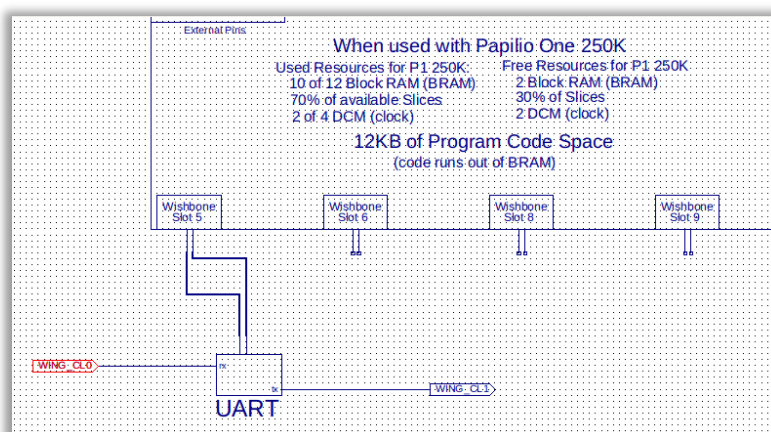 External Pins
When used with Papilio One 250K
Used Resources for P1 250K:
10 of 12 Block RAM (BRAM)
70% of available Slices
2 of 4 DCM (clock)
Free Resources for P1 250K
2 Block RAM (BRAM)
30% of Slices
2 DCM (clock)
12KB of Program Code Space
(code runs out of BRAM)
Wishbone
Slot 5
Wishbone
Slot 6
Wishbone
Slot 8
Wishbone
Slot 9
WING_CL0
rx
tx
WING_CL1
UART